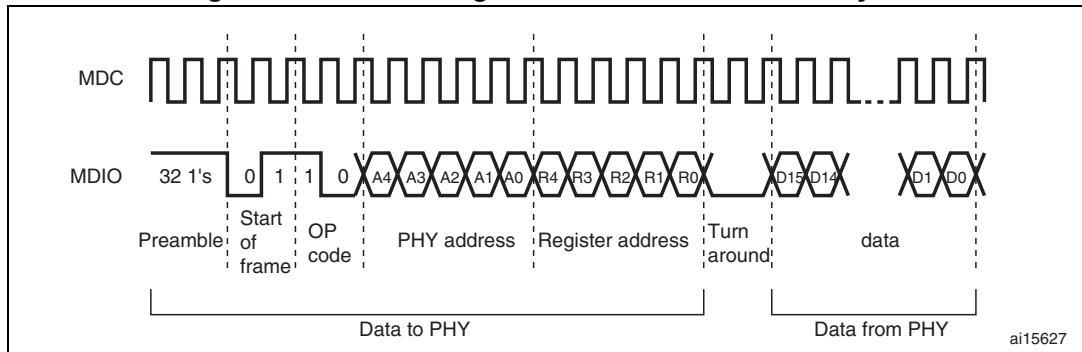 MDC
MDIO 32 1's 0 1 1 0 A4 A3 A2 A1 A0 R4 R3 R2 R1 R0 D15 D14 D1 D0
Preamble
Start
of
frame
OP
code
PHY address
Register address
Turn
around
data
Data to PHY
Data from PHY
ai15627